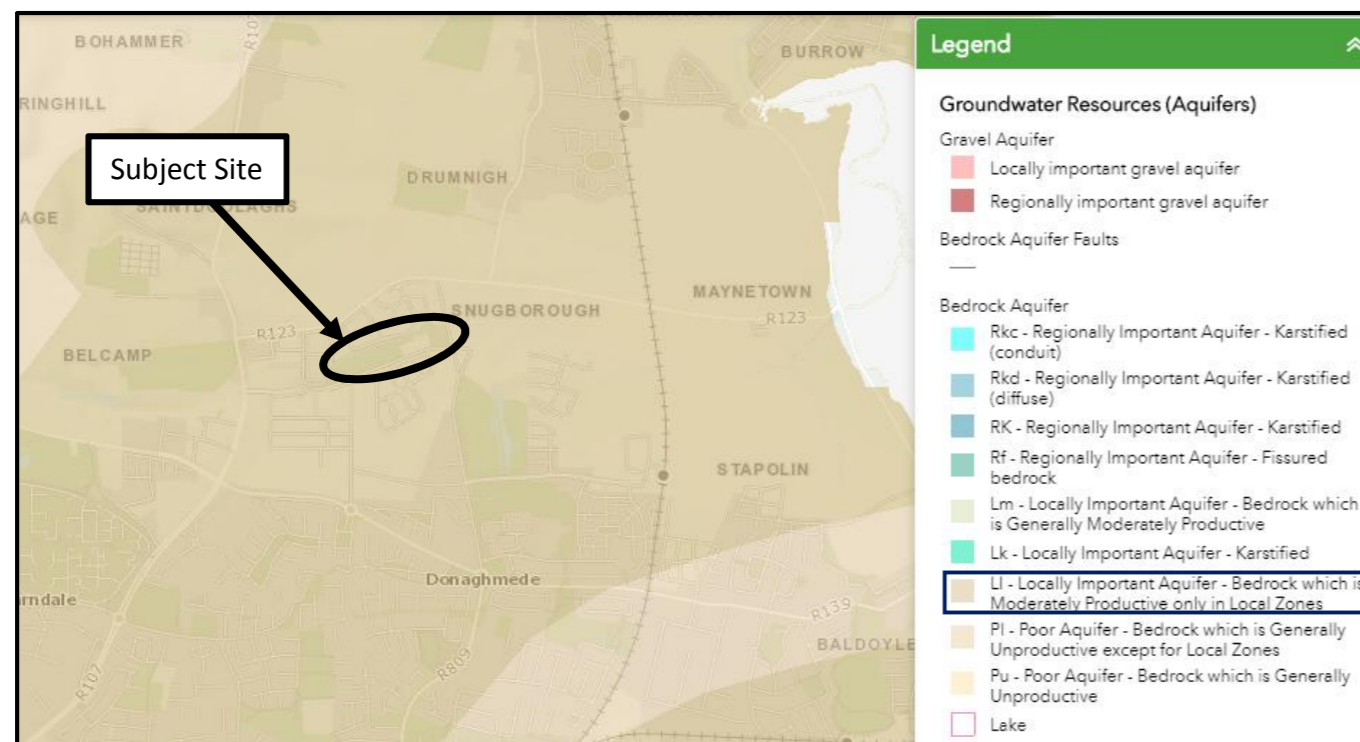 BOHAMMER
R107
BURROW
RINGHILL
Subject Site
DRUMNIGH
AGE
MAYNETOWN
SNUGBOROUGH
R123
R123
BELCAMP
STAPOLIN
Donaghmede
rndale
R139
BALDOYLE
R809
R107
Legend
Groundwater Resources (Aquifers)
Gravel Aquifer
Locally important gravel aquifer
Regionally important gravel aquifer
Bedrock Aquifer Faults
Bedrock Aquifer
Rkc - Regionally Important Aquifer - Karstified
(conduit)
Rkd - Regionally Important Aquifer - Karstified
(diffuse)
RK - Regionally Important Aquifer - Karstified
Rf - Regionally Important Aquifer - Fissured
bedrock
Lm - Locally Important Aquifer - Bedrock which
is Generally Moderately Productive
Lk - Locally Important Aquifer - Karstified
Ll - Locally Important Aquifer - Bedrock which is
Moderately Productive only in Local Zones
Pl - Poor Aquifer - Bedrock which is Generally
Unproductive except for Local Zones
Pu - Poor Aquifer - Bedrock which is Generally
Unproductive
Lake